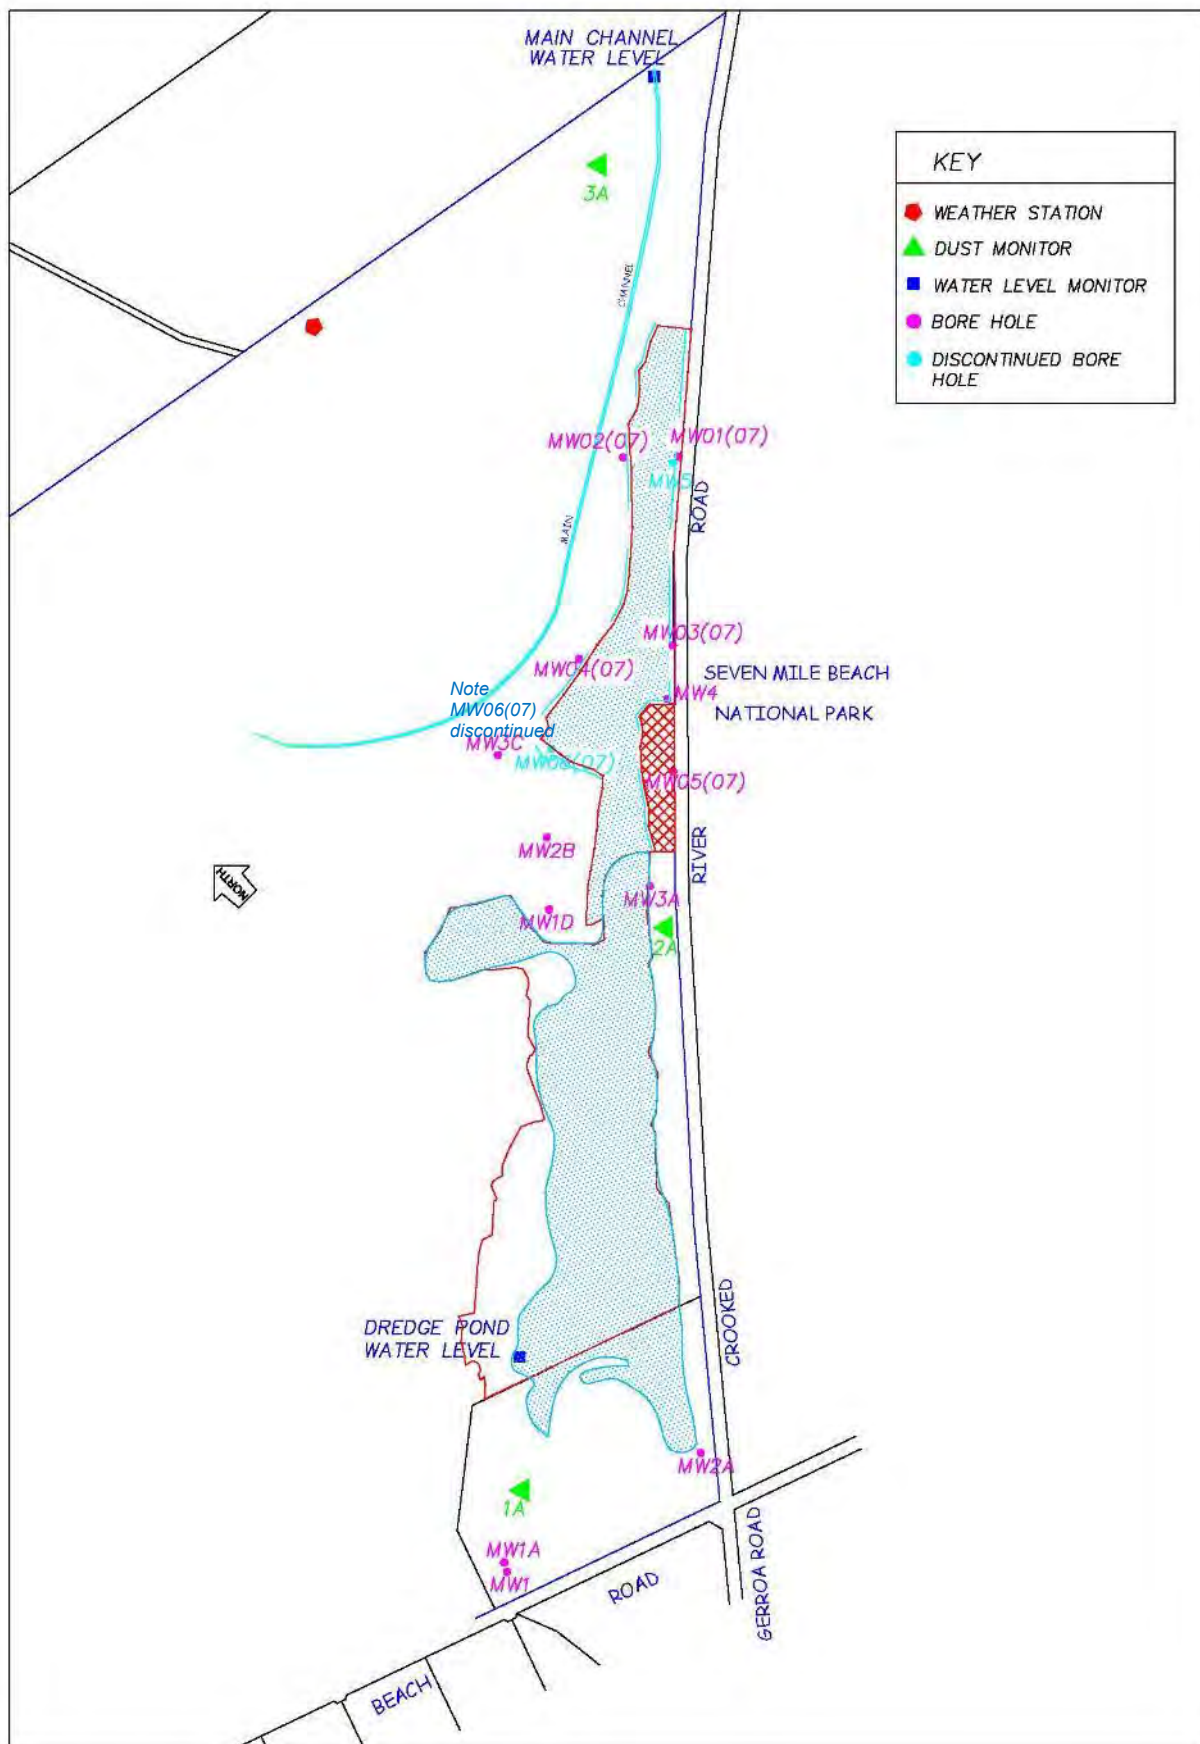 MAIN CHANNEL
WATER LEVEL
3A
KEY
WEATHER STATION
DUST MONITOR
WATER LEVEL MONITOR
BORE HOLE
DISCONTINUED BORE
HOLE
CHANNEL
MAIN
MW02(07)
MW01(07)
MW5
ROAD
MW03(07)
MW04(07)
SEVEN MILE BEACH
NATIONAL PARK
MW4
Note
MW06(07)
discontinued
MW3C
MW06(07)
MW05(07)
MW2B
RIVER
NORTH
MW3A
MW1D
2A
CROOKED
DREDGE POND
WATER LEVEL
MW2A
1A
MW1A
MW1
ROAD
GERROA ROAD
BEACH